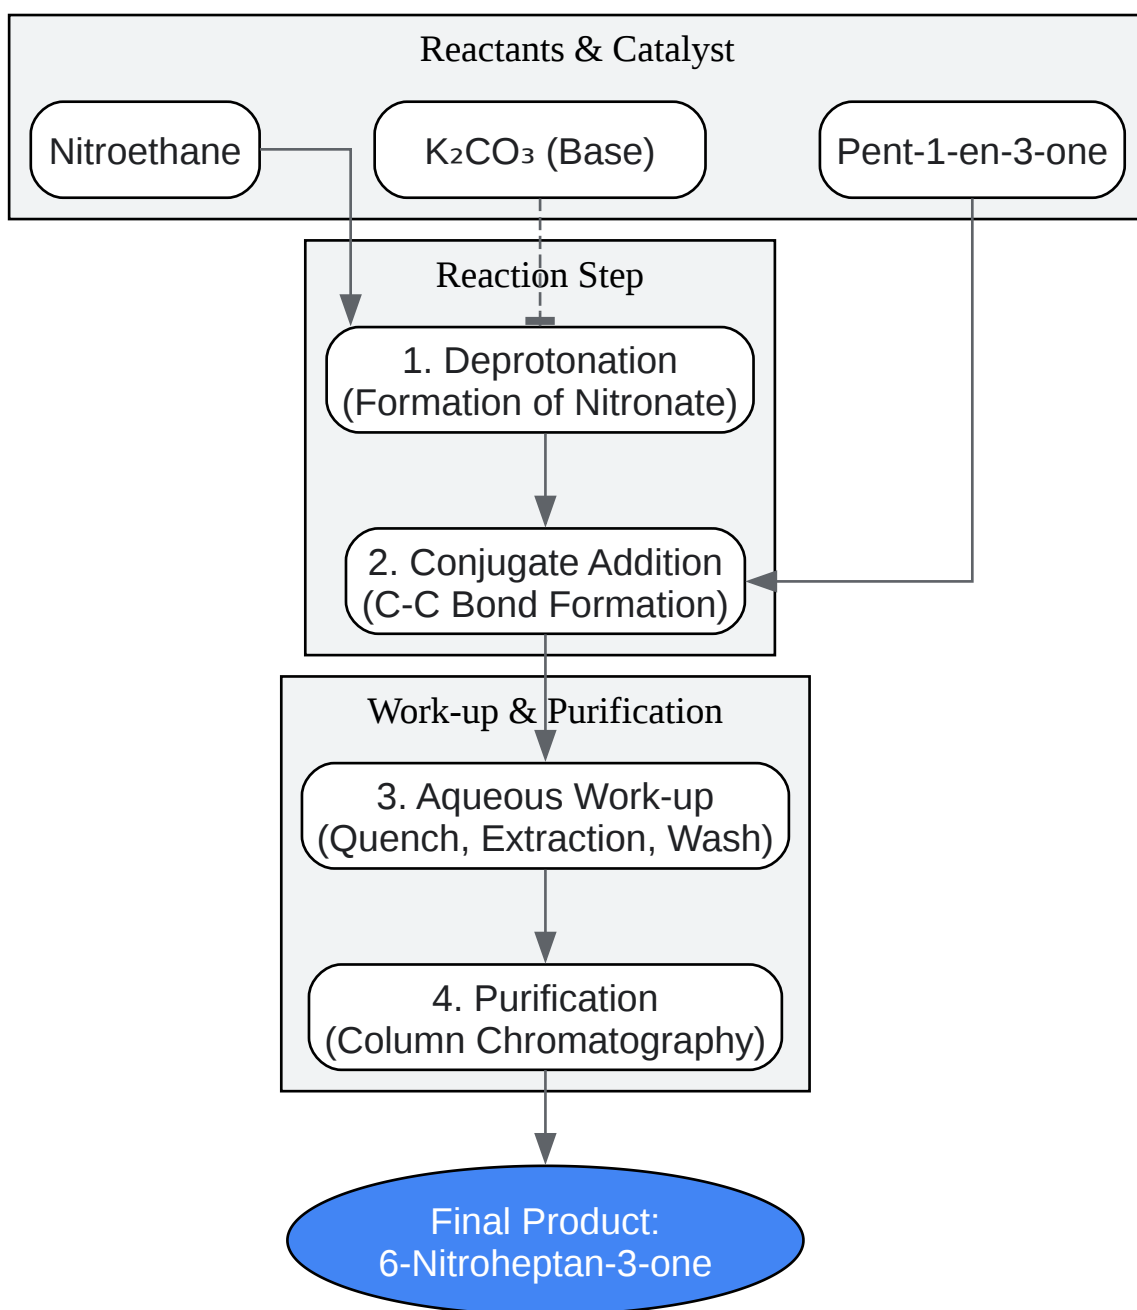 Reactants & Catalyst
Nitroethane
K₂CO₃ (Base)
Pent-1-en-3-one
Reaction Step
1. Deprotonation
(Formation of Nitronate)
2. Conjugate Addition
(C-C Bond Formation)
Work-up & Purification
3. Aqueous Work-up
(Quench, Extraction, Wash)
4. Purification
(Column Chromatography)
Final Product:
6-Nitroheptan-3-one